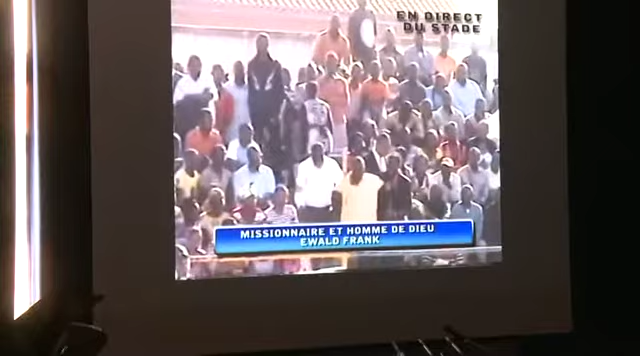 EN DIRECT
DU STADE
MISSIONNAIRE ET HOMME DE DIEU
EWALD FRANK